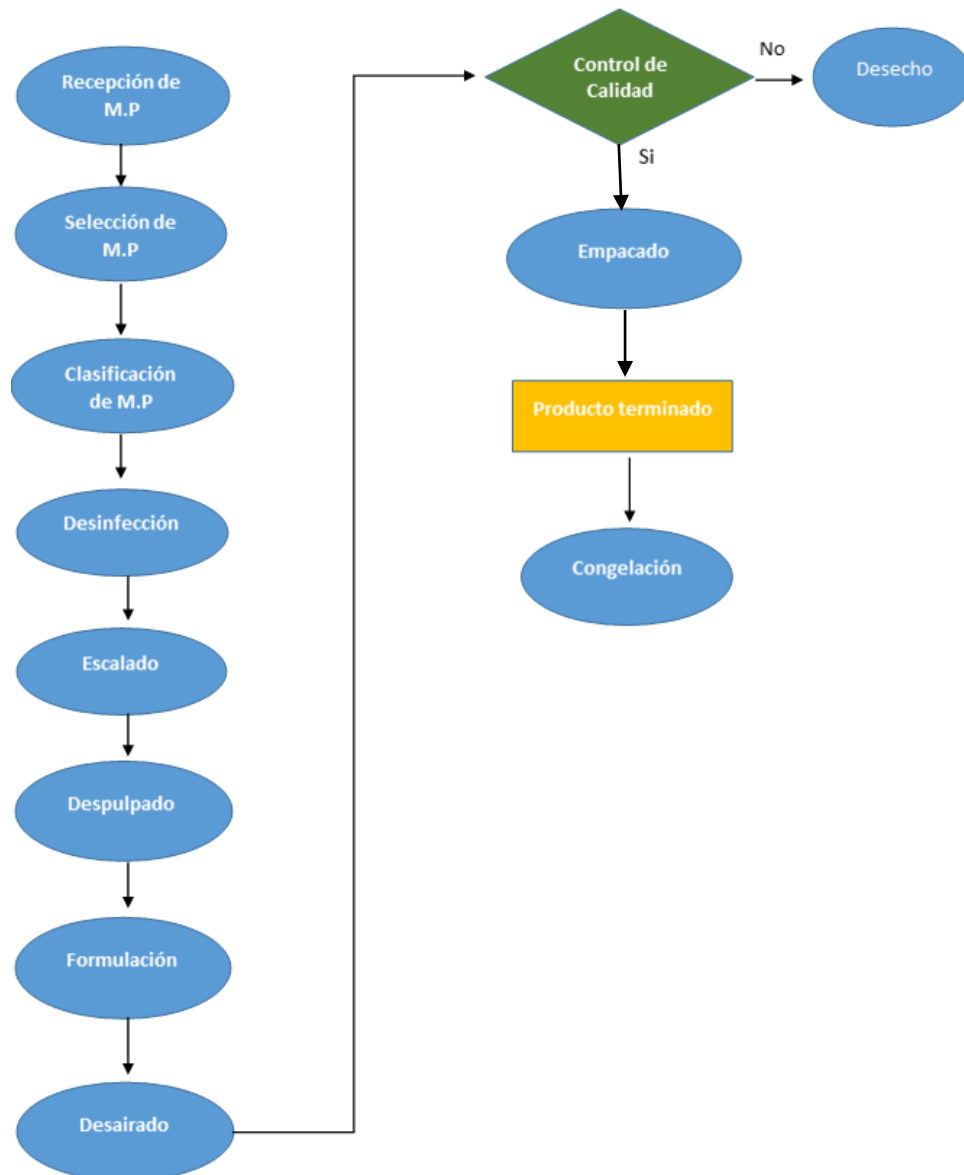 Recepción de
M.P
Selección de
M.P
Clasificación
de M.P
Desinfección
Escalado
Despulpado
Formulación
Desairado
Control de
Calidad
No
Desecho
Si
Empacado
Producto terminado
Congelación